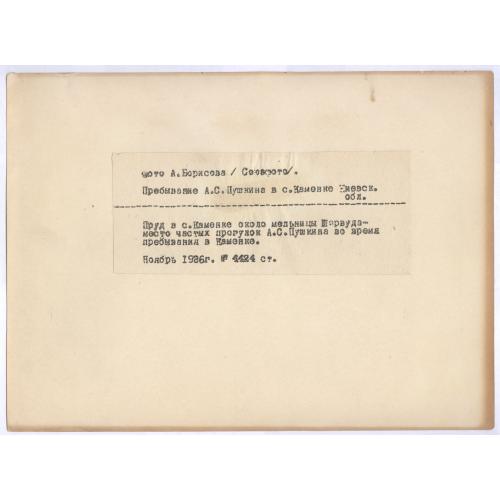 Фото А.Борисова /Союзфото/.
Пребывание А.С.Пушкина в с.Каменке Киевск.
обл.
Пруд в с.Каменке около мельницы Шервуда-
место частых прогулок А.С.Пушкина во время
пребывания в Каменке.
Ноябрь 1936г. № 4424 ст.